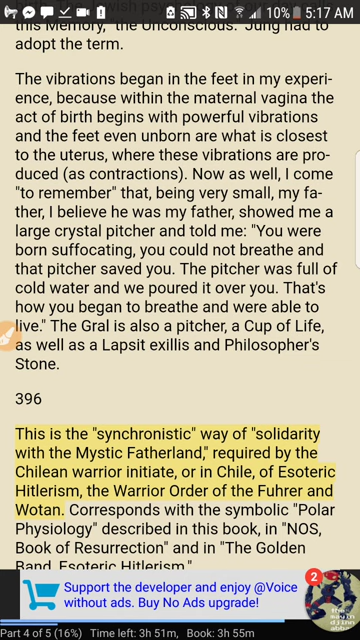 10% 5:17 AM
this Memory," the Unconscious. Jung had to
adopt the term.
The vibrations began in the feet in my experi-
ence, because within the maternal vagina the
act of birth begins with powerful vibrations
and the feet even unborn are what is closest
to the uterus, where these vibrations are pro-
duced (as contractions). Now as well, I come
"to remember" that, being very small, my fa-
ther, I believe he was my father, showed me a
large crystal pitcher and told me: "You were
born suffocating, you could not breathe and
that pitcher saved you. The pitcher was full of
cold water and we poured it over you. That's
how you began to breathe and were able to
live." The Gral is also a pitcher, a Cup of Life,
as well as a Lapsit exillis and Philosopher's
Stone.
396
This is the "synchronistic" way of "solidarity
with the Mystic Fatherland," required by the
Chilean warrior initiate, or in Chile, of Esoteric
Hitlerism, the Warrior Order of the Fuhrer and
Wotan. Corresponds with the symbolic "Polar
Physiology" described in this book, in "NOS,
Book of Resurrection" and in "The Golden
Band, Esoteric Hitlerism."
Support the developer and enjoy @Voice
without ads. Buy No Ads upgrade!
2
Part 4 of 5 (16%) Time left: 3h 51m, Book: 3h 55m